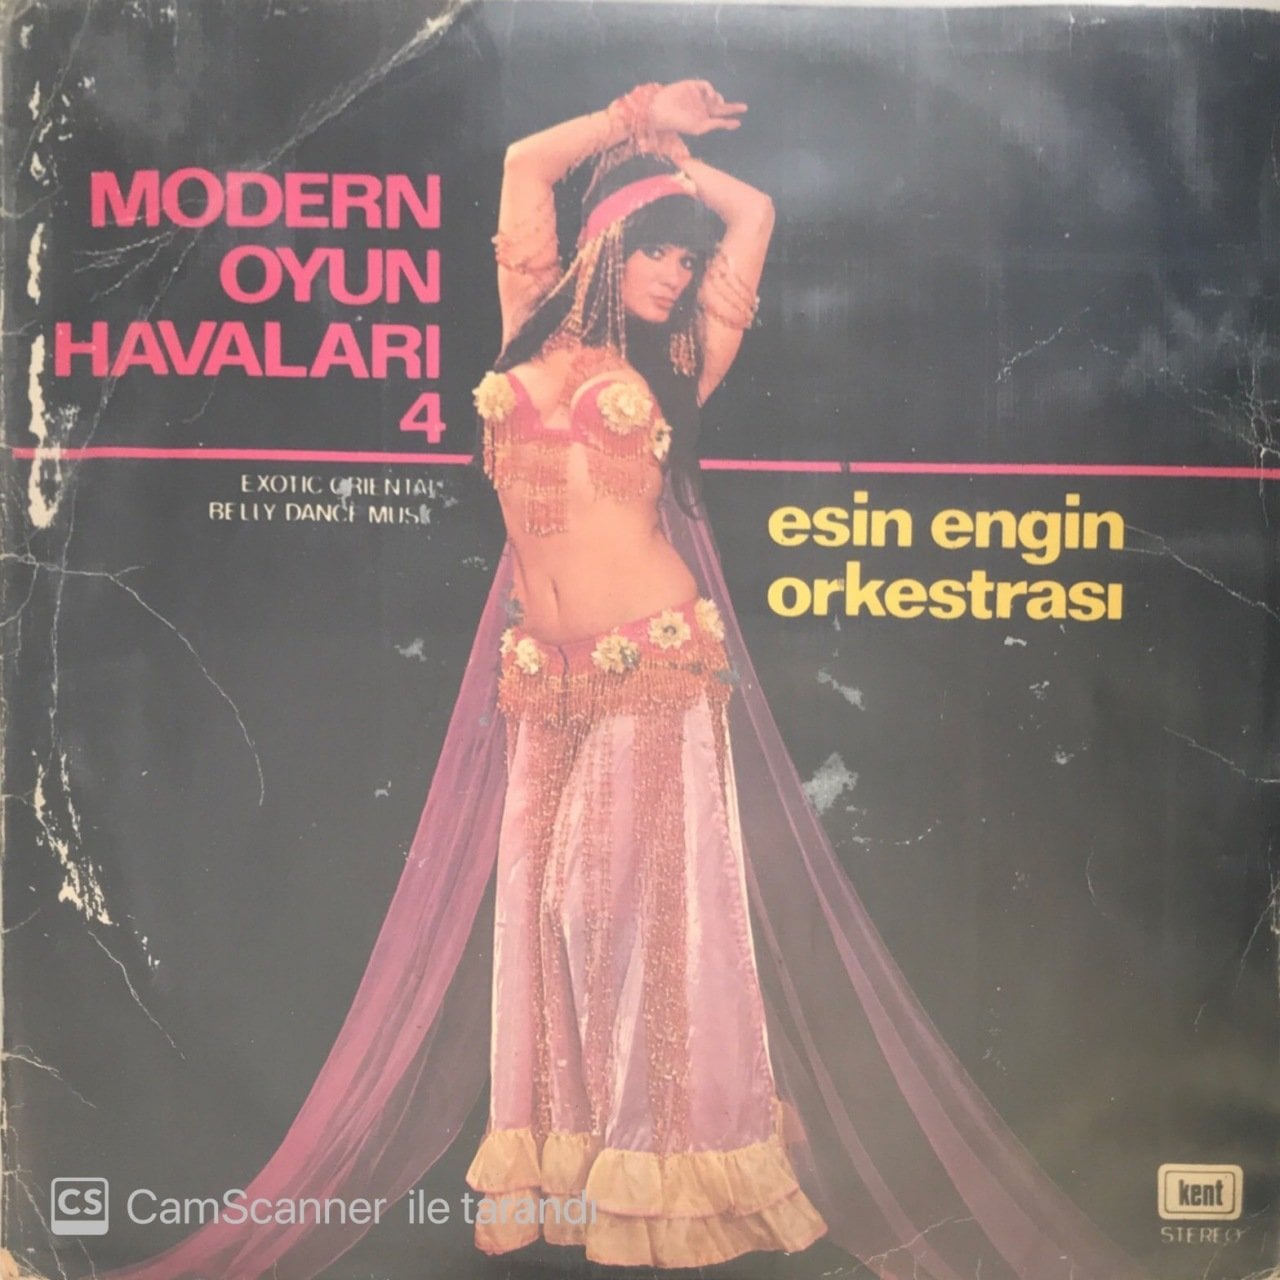 MODERN
OYUN
HAVALARI
4
EXOTIC ORIENTAL
BELLY DANCE MUSIC
esin engin
orkestrası
kent
STEREO
CS CamScanner ile tarandı